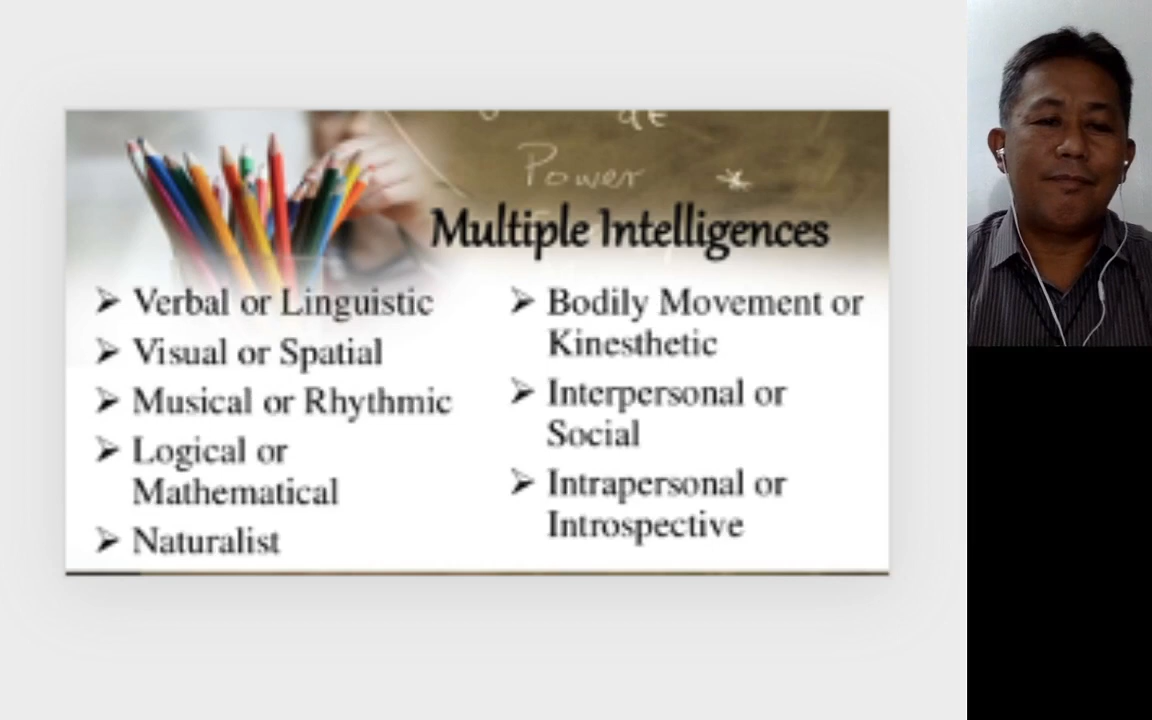 Power
Multiple Intelligences
➢ Verbal or Linguistic
➢ Visual or Spatial
➢ Musical or Rhythmic
➢ Logical or
Mathematical
➢ Naturalist
➢ Bodily Movement or
Kinesthetic
➢ Interpersonal or
Social
➢ Intrapersonal or
Introspective